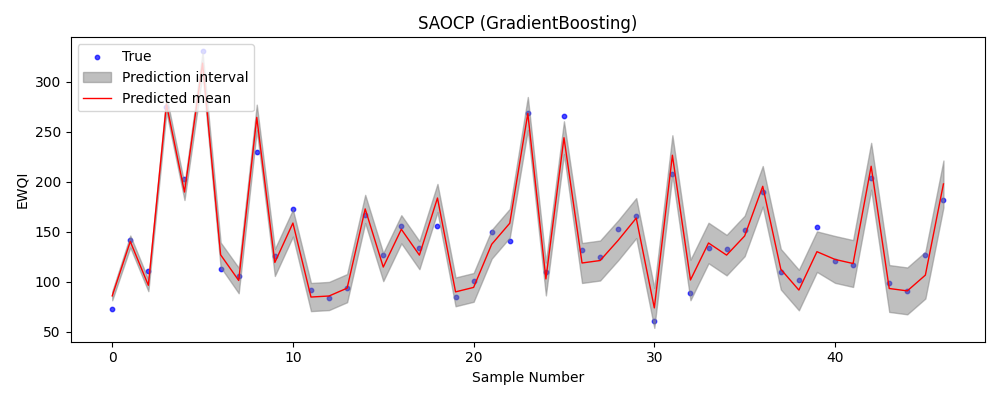 SAOCP (GradientBoosting)
True
Prediction interval
Predicted mean
EWQI
300
250
200
150
100
50
0 10 20 30 40
Sample Number